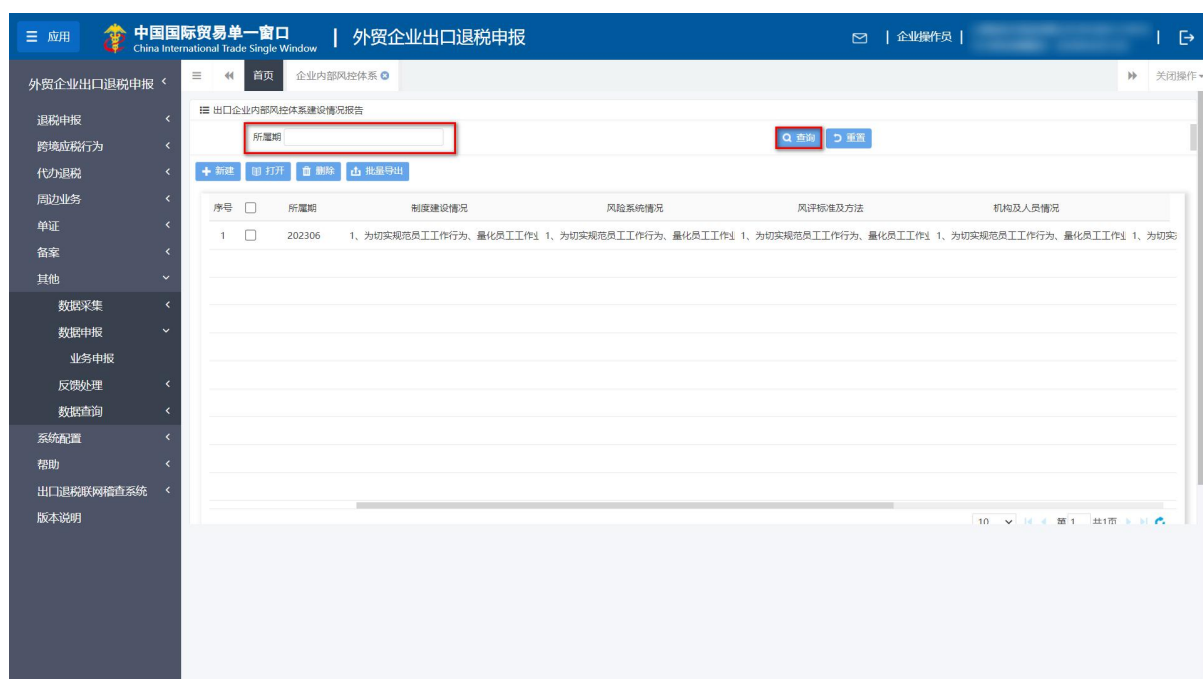 应用
中国国际贸易单一窗口
China International Trade Single Window
外贸企业出口退税申报
企业操作员
外贸企业出口退税申报
首页
企业内部风控体系
关闭操作
退税申报
跨境应税行为
代办退税
周边业务
单证
备案
其他
数据采集
数据申报
业务申报
反馈处理
数据查询
系统配置
帮助
出口退税联网稽查系统
版本说明
出口企业内部风控体系建设情况报告
所属期
查询
重置
新建 打开 删除 批量导出
序号 所属期 制度建设情况 风险系统情况 风评标准及方法 机构及人员情况
1 202306 1、为切实规范员工工作行为、量化员工工作 1、为切实规范员工工作行为、量化员工工作 1、为切实规范员工工作行为、量化员工工作 1、为切实规范员工工作行为、量化员工工作 1、为切实
10 第 1 共1页